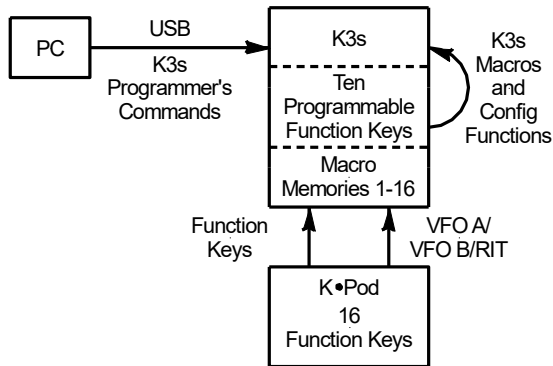 PC
USB
K3s
Programmer's
Commands
K3s
Ten
Programmable
Function Keys
Macro
Memories 1-16
K3s
Macros
and
Config
Functions
Function
Keys
VFO A/
VFO B/RIT
K•Pod
16
Function Keys